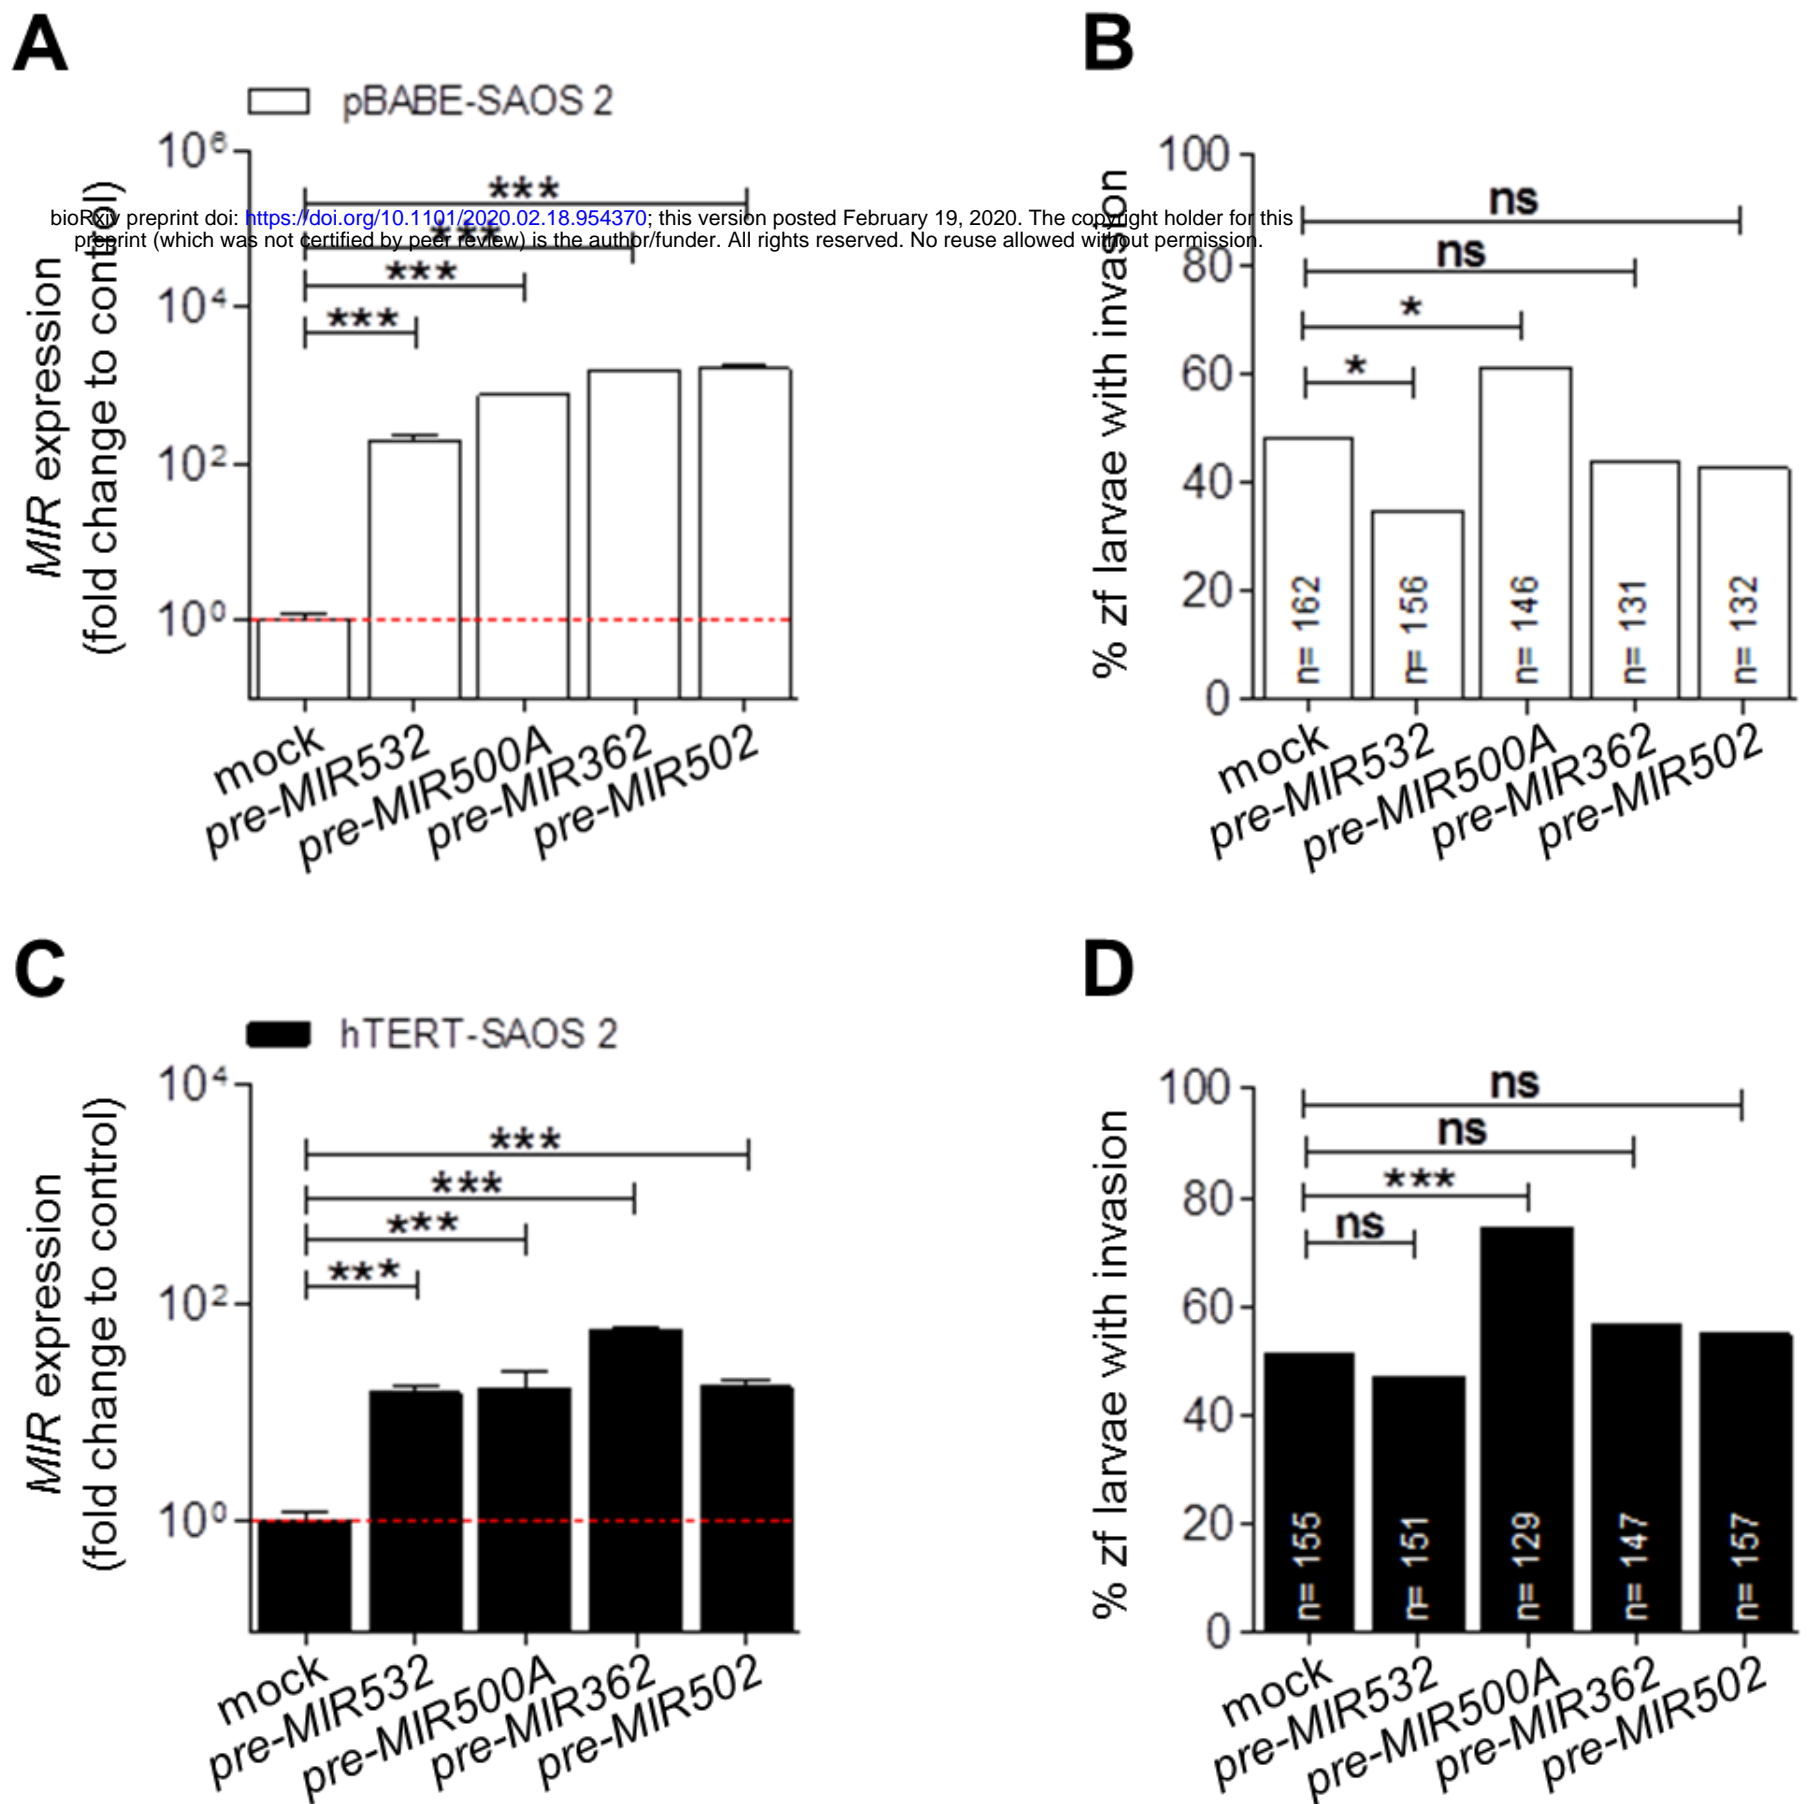 A
pBABE-SAOS 2
10⁶
10⁴
10²
10⁰
MIR expression
(fold change to control)
***
***
***
***
mock
pre-MIR532
pre-MIR500A
pre-MIR362
pre-MIR502
bioRxiv preprint doi: https://doi.org/10.1101/2020.02.18.954370; this version posted February 19, 2020. The copyright holder for this
preprint (which was not certified by peer review) is the author/funder. All rights reserved. No reuse allowed without permission.
B
100
80
60
40
20
0
% zf larvae with invasion
ns
ns
*
*
n= 162
n= 156
n= 146
n= 131
n= 132
mock
pre-MIR532
pre-MIR500A
pre-MIR362
pre-MIR502
C
hTERT-SAOS 2
10⁴
10²
10⁰
MIR expression
(fold change to control)
***
***
***
***
mock
pre-MIR532
pre-MIR500A
pre-MIR362
pre-MIR502
D
100
80
60
40
20
0
% zf larvae with invasion
ns
ns
***
ns
n= 155
n= 151
n= 129
n= 147
n= 157
mock
pre-MIR532
pre-MIR500A
pre-MIR362
pre-MIR502